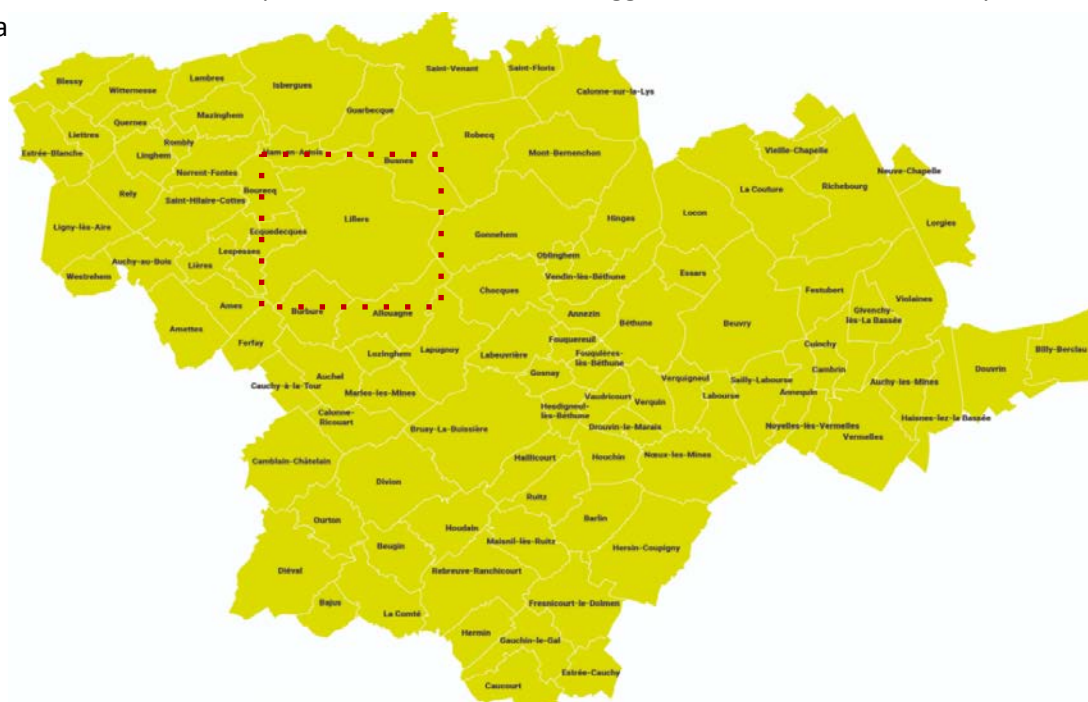 a
Saint-Venant
Saint-Floris
Blessy
Lambres
Isbergues
Witternesse
Calonne-sur-la-Lys
Mazinghem
Guarbecque
Quernes
Liettres
Robecq
Rombly
Estrée-Blanche
Linghem
Ham-en-Artois
Mont-Bernenchon
Vieille-Chapelle
Busnes
Norrent-Fontes
Neuve-Chapelle
Rely
Bourecq
La Couture
Richebourg
Saint-Hilaire-Cottes
Lillers
Hinges
Locon
Lorgies
Ligny-lès-Aire
Ecquedecques
Gonnehem
Lespesses
Oblinghem
Auchy-au-Bois
Lières
Westrehem
Vendin-lès-Béthune
Essars
Chocques
Festubert
Violaines
Ames
Burbure
Allouagne
Annezin
Givenchy-
lès-La Bassée
Béthune
Beuvry
Amettes
Fouquereuil
Ferfay
Cuinchy
Lozinghem
Lapugnoy
Labeuvrière
Fouquières-
lès-Béthune
Billy-Berclau
Douvrin
Gosnay
Cambrin
Auchel
Verquigneul
Sailly-Labourse
Auchy-les-Mines
Cauchy-à-la-Tour
Marles-les-Mines
Vaudricourt
Verquin
Labourse
Annequin
Hesdigneul-
lès-Béthune
Calonne-
Ricouart
Haisnes-lez-la Bassée
Bruay-La-Buissière
Drouvin-le-Marais
Noyelles-lès-Vermelles
Vermelles
Haillicourt
Houchin
Nœux-les-Mines
Camblain-Châtelain
Divion
Ruitz
Ourton
Barlin
Houdain
Maisnil-lès-Ruitz
Beugin
Hersin-Coupigny
Diéval
Rebreuve-Ranchicourt
Bajus
Fresnicourt-le-Dolmen
La Comté
Hermin
Gauchin-le-Gal
Estrée-Cauchy
Caucourt